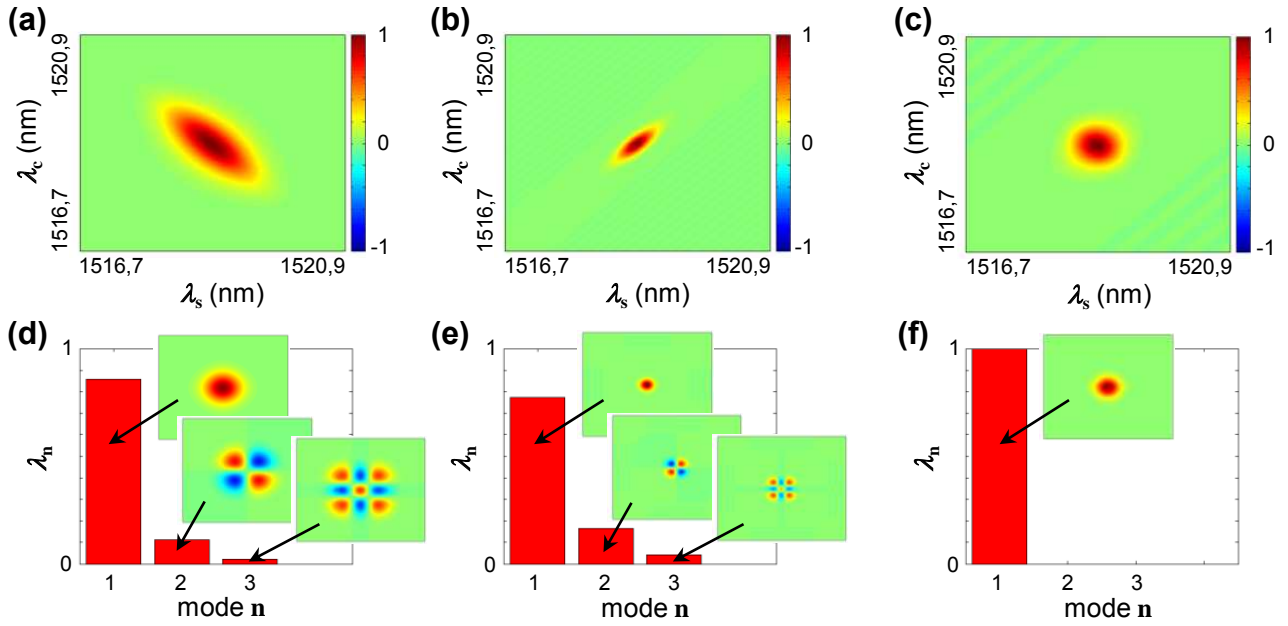 (a)
1
0
-1
1520,9
λc (nm)
1516,7
1516,7
1520,9
λs (nm)
(b)
1
0
-1
1520,9
λc (nm)
1516,7
1516,7
1520,9
λs (nm)
(c)
1
0
-1
1520,9
λc (nm)
1516,7
1516,7
1520,9
λs (nm)
(d)
1
λn
0
1 2 3
mode n
(e)
1
λn
0
1 2 3
mode n
(f)
1
λn
0
1 2 3
mode n